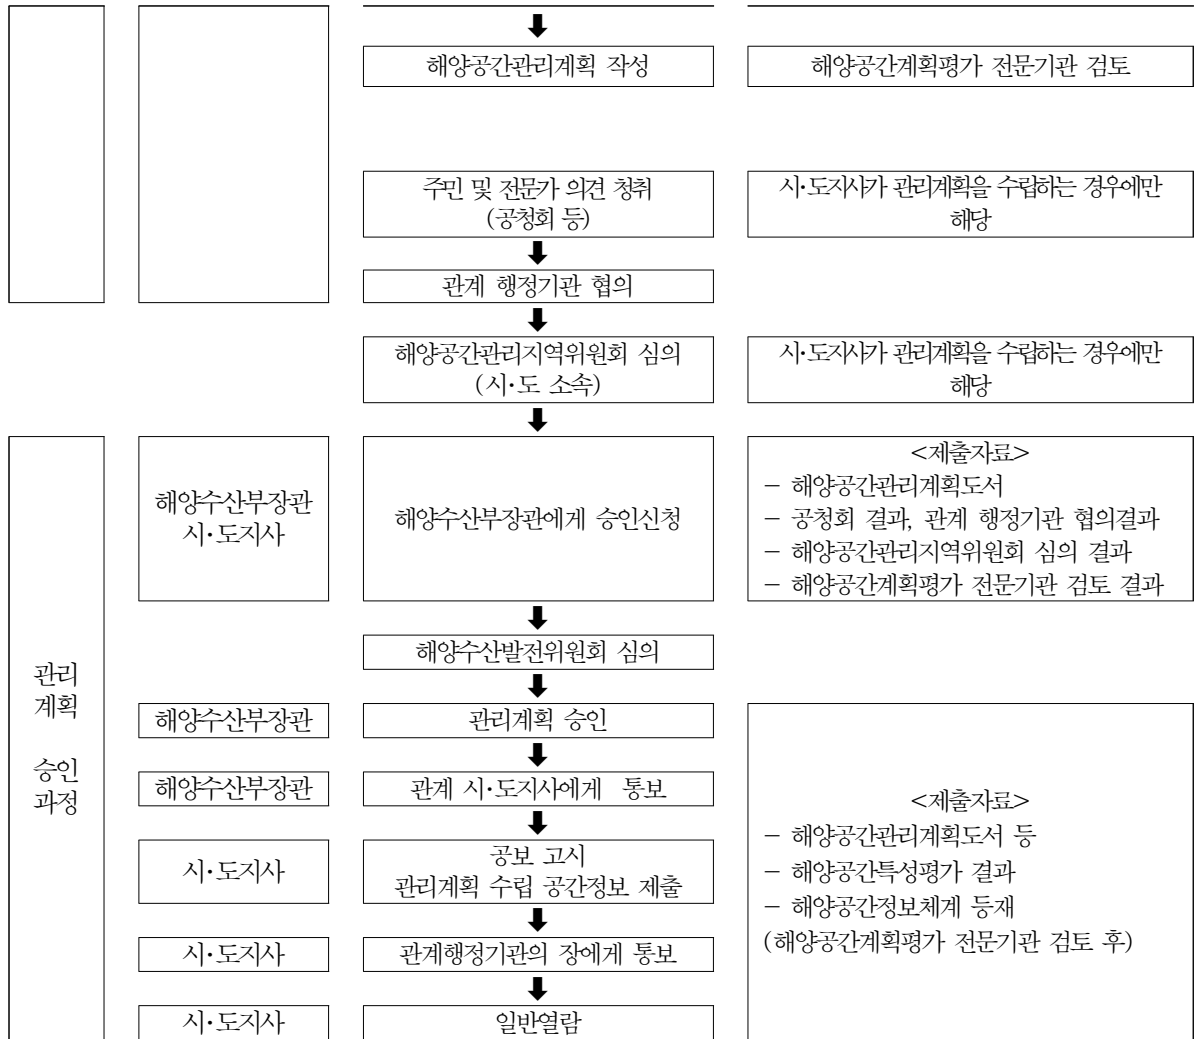 해양공간관리계획 작성
해양공간계획평가 전문기관 검토
주민 및 전문가 의견 청취
(공청회 등)
시·도지사가 관리계획을 수립하는 경우에만
해당
관계 행정기관 협의
해양공간관리지역위원회 심의
(시·도 소속)
시·도지사가 관리계획을 수립하는 경우에만
해당
관리
계획
승인
과정
해양수산부장관
시·도지사
해양수산부장관에게 승인신청
<제출자료>
- 해양공간관리계획도서
- 공청회 결과, 관계 행정기관 협의결과
- 해양공간관리지역위원회 심의 결과
- 해양공간계획평가 전문기관 검토 결과
해양수산발전위원회 심의
해양수산부장관
관리계획 승인
해양수산부장관
관계 시·도지사에게 통보
시·도지사
공보 고시
관리계획 수립 공간정보 제출
시·도지사
관계행정기관의 장에게 통보
시·도지사
일반열람
<제출자료>
- 해양공간관리계획도서 등
- 해양공간특성평가 결과
- 해양공간정보체계 등재
(해양공간계획평가 전문기관 검토 후)